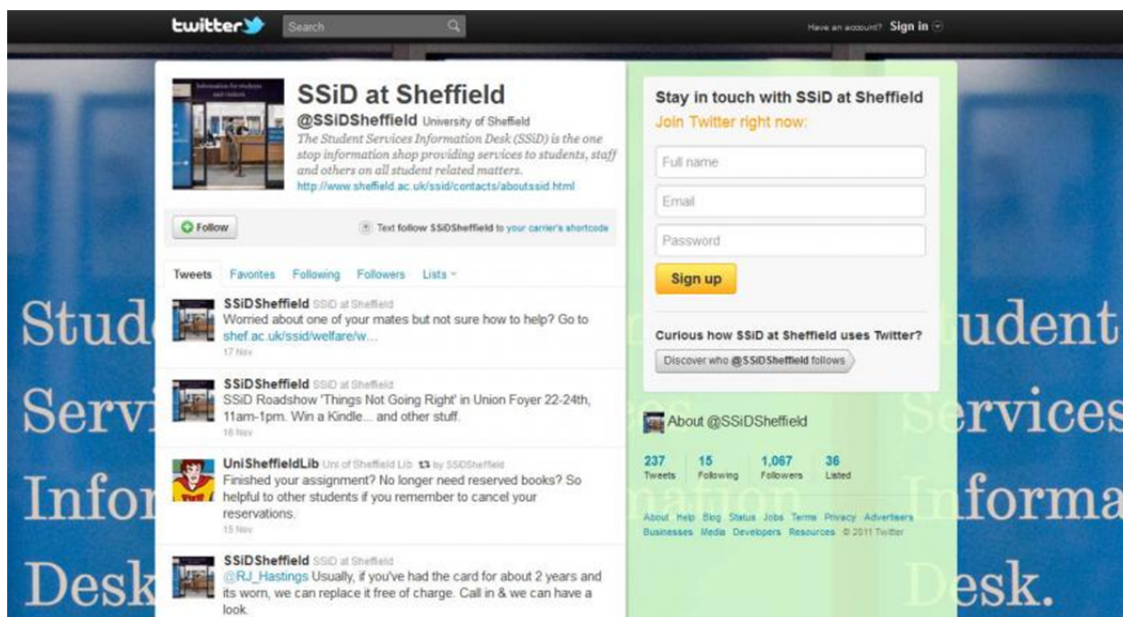 twitter
Search
Have an account? Sign in
Information for students
and visitors
SSiD at Sheffield
@SSiDSheffield University of Sheffield
The Student Services Information Desk (SSiD) is the one
stop information shop providing services to students, staff
and others on all student related matters.
http://www.sheffield.ac.uk/ssid/contacts/aboutssid.html
Follow
Text follow SSiDSheffield to your carrier's shortcode
Tweets Favorites Following Followers Lists
SSiDSheffield SSiD at Sheffield
Worried about one of your mates but not sure how to help? Go to
shef.ac.uk/ssid/welfare/w...
17 Nov
SSiDSheffield SSiD at Sheffield
SSiD Roadshow 'Things Not Going Right' in Union Foyer 22-24th,
11am-1pm. Win a Kindle... and other stuff.
16 Nov
UniSheffieldLib Uni of Sheffield Lib by SSiDSheffield
Finished your assignment? No longer need reserved books? So
helpful to other students if you remember to cancel your
reservations.
15 Nov
SSiDSheffield SSiD at Sheffield
@RJ_Hastings Usually, if you've had the card for about 2 years and
its worn, we can replace it free of charge. Call in & we can have a
look.
Stay in touch with SSiD at Sheffield
Join Twitter right now:
Full name
Email
Password
Sign up
Curious how SSiD at Sheffield uses Twitter?
Discover who @SSiDSheffield follows
About @SSiDSheffield
237 15 1,067 36
Tweets Following Followers Listed
About Help Blog Status Jobs Terms Privacy Advertisers
Businesses Media Developers Resources © 2011 Twitter
Stud
Servi
Infor
Desk
udent
ervices
forma
esk.